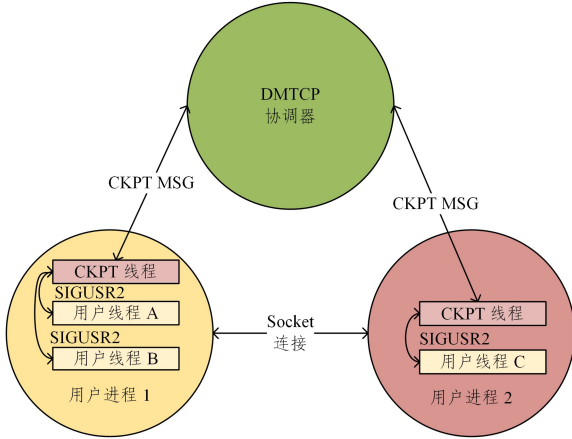 DMTCP
协调器
CKPT MSG
CKPT MSG
CKPT 线程
SIGUSR2
用户线程 A
SIGUSR2
用户线程 B
用户进程 1
Socket
连接
CKPT 线程
SIGUSR2
用户线程 C
用户进程 2